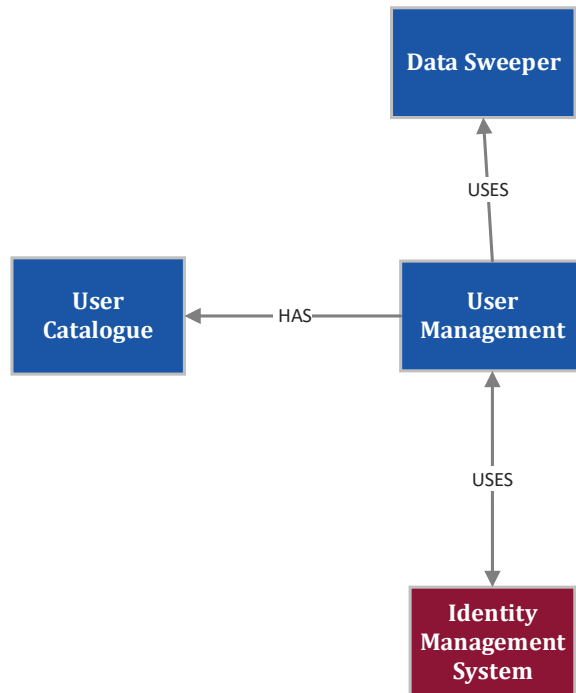 Data Sweeper
USES
User
Catalogue
HAS
User
Management
USES
Identity
Management
System